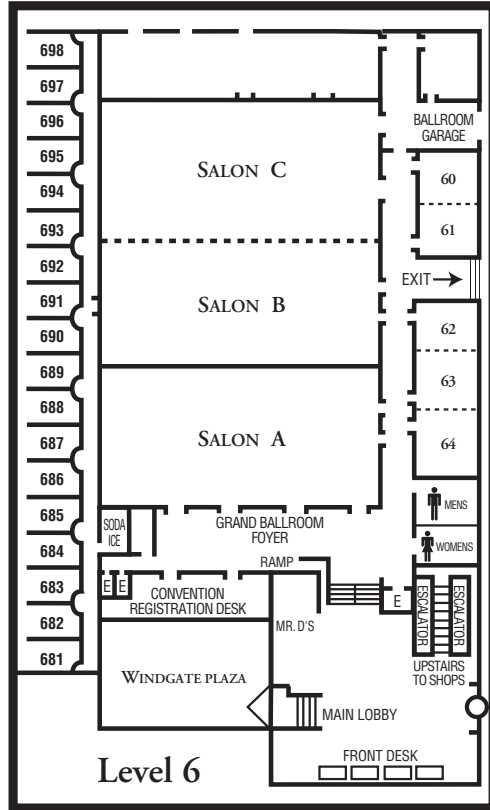 698
697
696
695
694
693
692
691
690
689
688
687
686
685
684
683
682
681
SALON C
SALON B
SALON A
BALLROOM
GARAGE
60
61
EXIT
62
63
64
MENS
WOMENS
SODA
ICE
GRAND BALLROOM
FOYER
RAMP
E E
CONVENTION
REGISTRATION DESK
E
ESCALATOR
ESCALATOR
MR. D'S
UPSTAIRS
TO SHOPS
WINDGATE PLAZA
MAIN LOBBY
FRONT DESK
Level 6